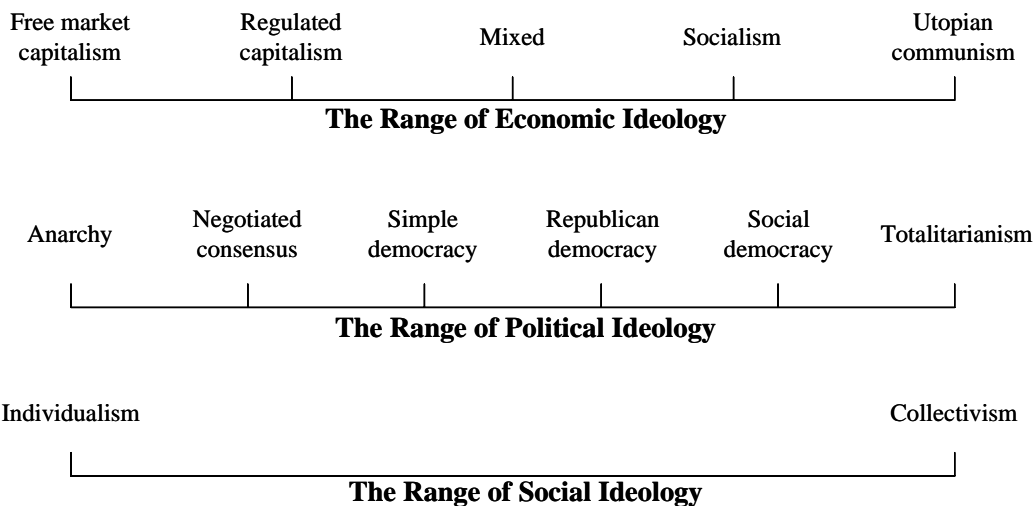 Free market
capitalism
Regulated
capitalism
Mixed
Socialism
Utopian
communism
The Range of Economic Ideology
Anarchy
Negotiated
consensus
Simple
democracy
Republican
democracy
Social
democracy
Totalitarianism
The Range of Political Ideology
Individualism
Collectivism
The Range of Social Ideology